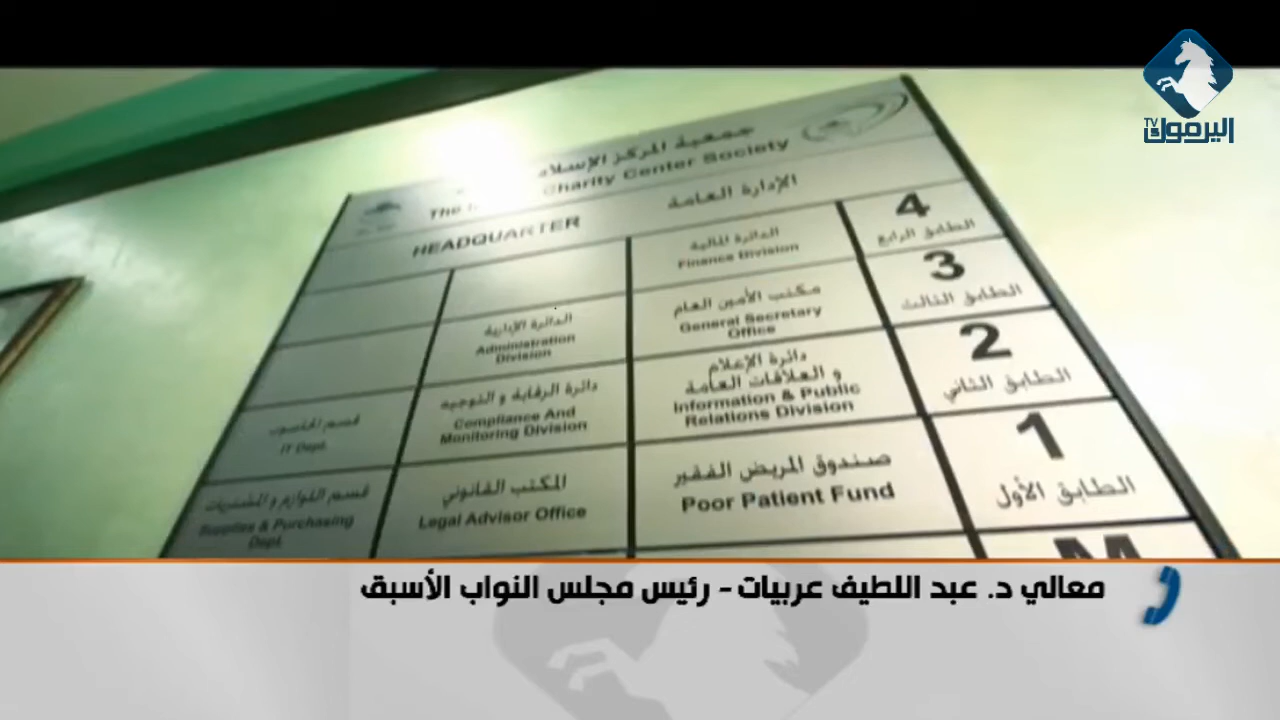 TV اليرموك
جمعية المركز
Charity Center Society
الإدارة العامة
HEADQUARTER
4
الطابق الرابع
الدائرة المالية
Finance Division
3
الطابق الثالث
مكتب الأمين العام
General Secretary
Office
الدائرة الإدارية
Administration
Division
2
الطابق الثاني
دائرة الإعلام
و العلاقات العامة
Information & Public
Relations Division
دائرة الرقابة و التوجيه
Compliance And
Monitoring Division
قسم الحاسوب
IT Dept.
1
الطابق الأول
صندوق المريض الفقير
Poor Patient Fund
المكتب القانوني
Legal Advisor Office
قسم اللوازم و المشتريات
Supplies & Purchasing
Dept.
M
معالي د. عبد اللطيف عربيات - رئيس مجلس النواب الأسبق